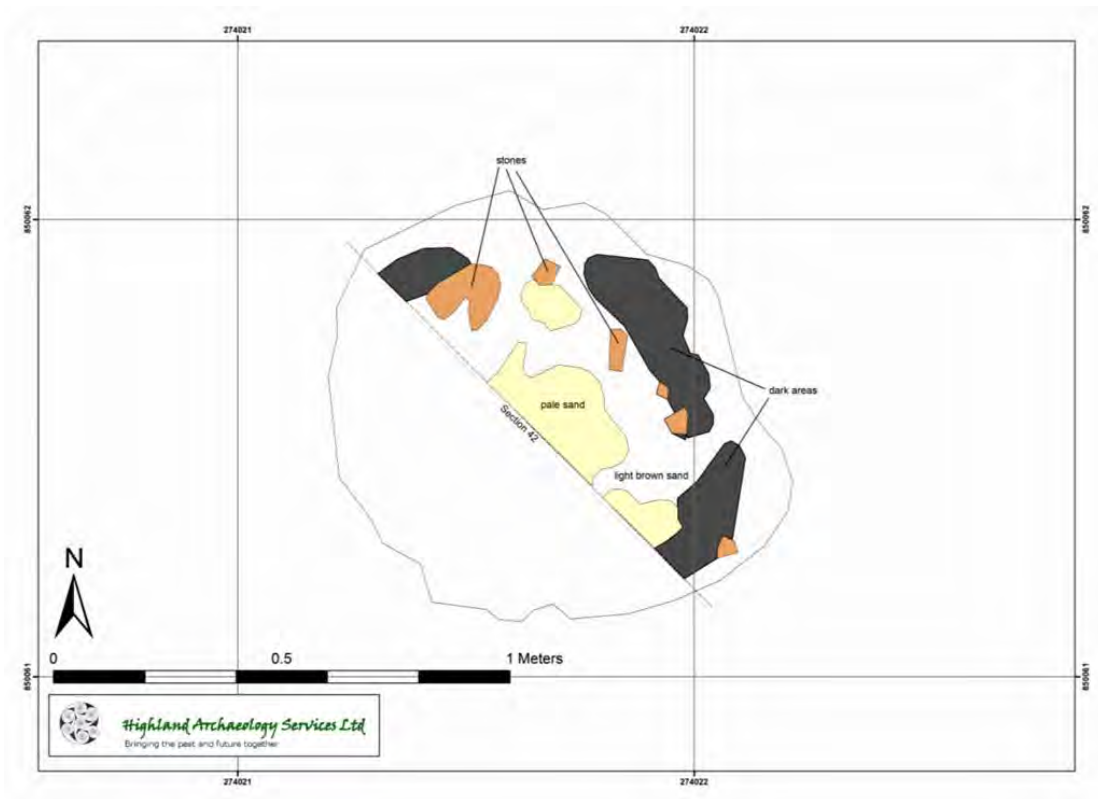 274021
274022
stones
850062
850062
dark areas
pale sand
Section 42
light brown sand
N
0
0.5
1 Meters
850061
850061
Highland Archaeology Services Ltd
Bringing the past and future together
274021
274022